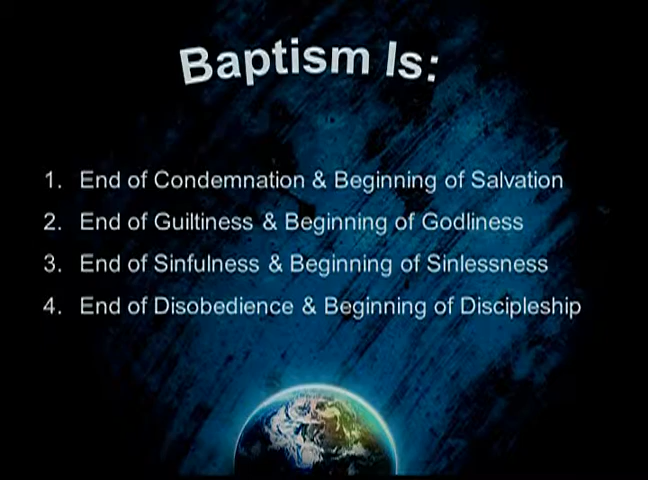 Baptism Is:
1. End of Condemnation & Beginning of Salvation
2. End of Guiltiness & Beginning of Godliness
3. End of Sinfulness & Beginning of Sinlessness
4. End of Disobedience & Beginning of Discipleship